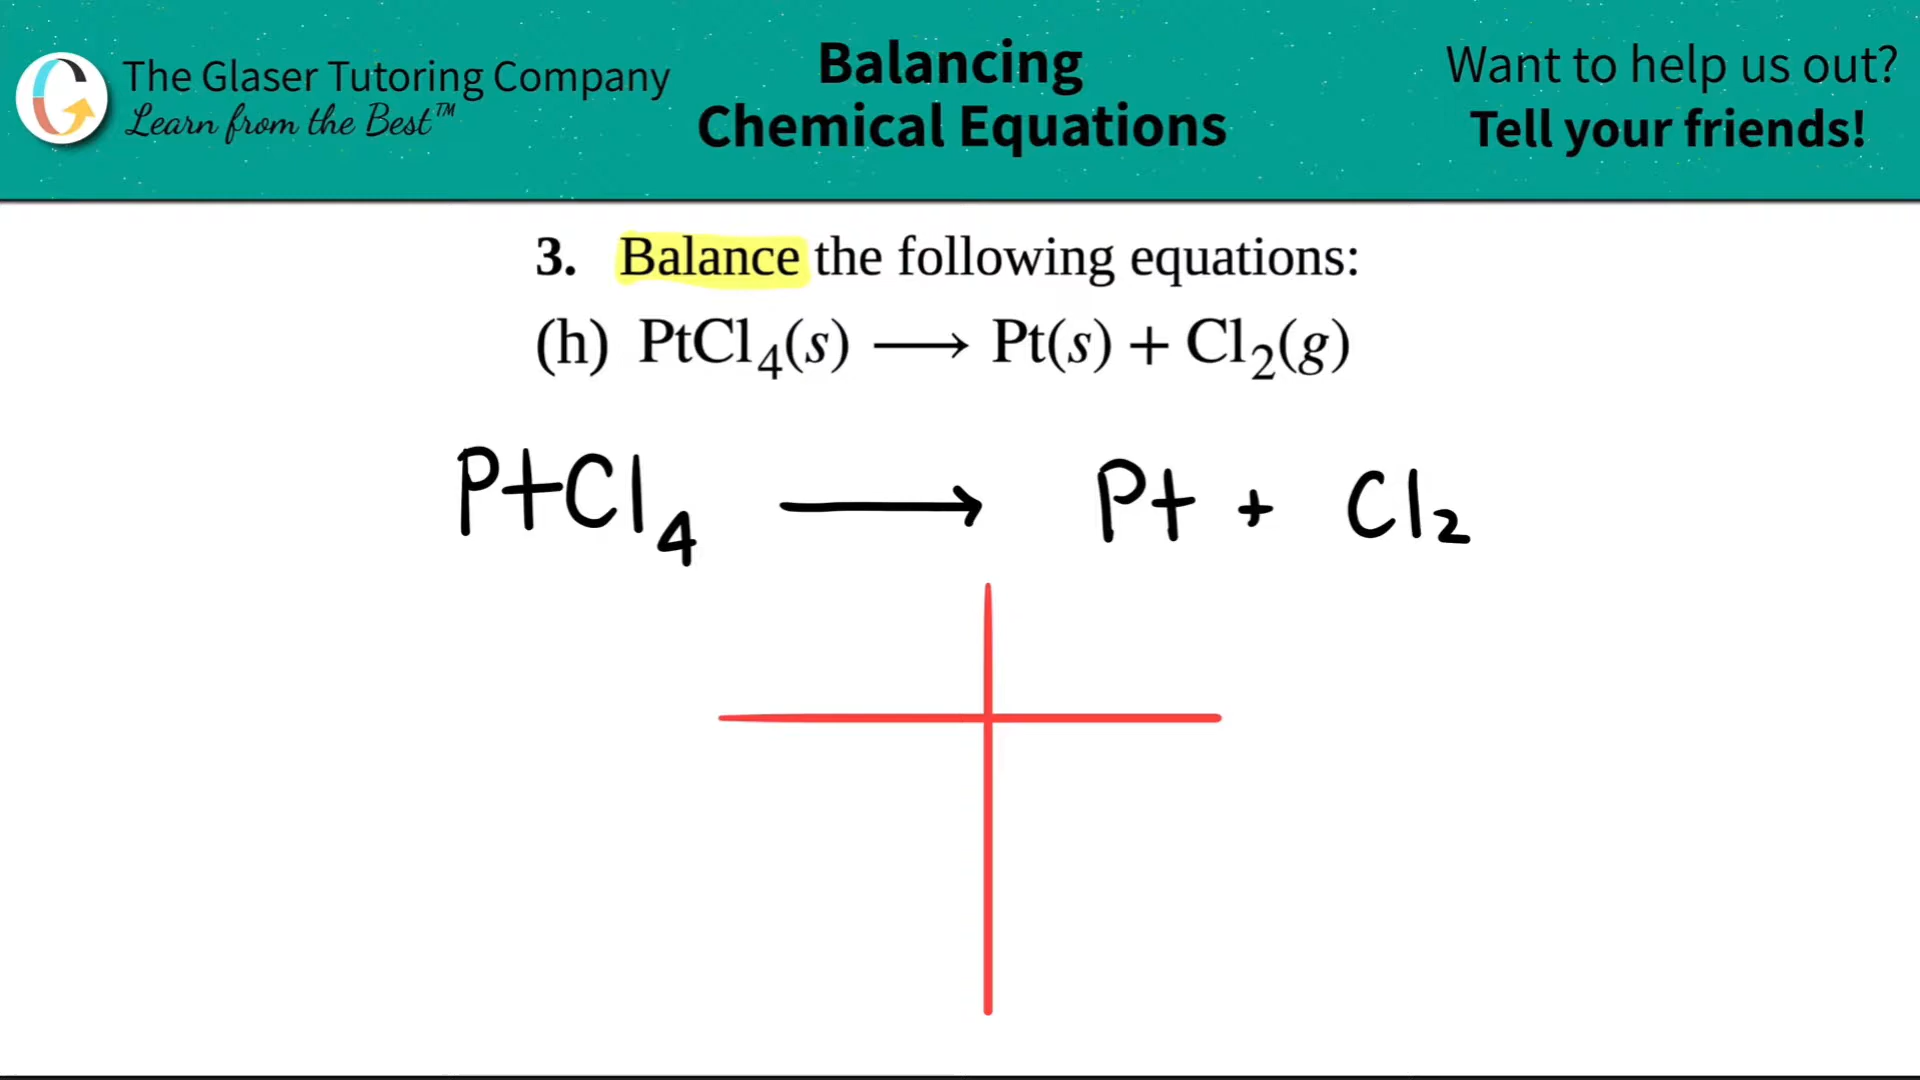 The Glaser Tutoring Company
Learn from the Best™
Balancing
Chemical Equations
Want to help us out?
Tell your friends!
3. Balance the following equations:
(h) PtCl₄(s) ⟶ Pt(s) + Cl₂(g)
PtCl₄ ⟶ Pt + Cl₂